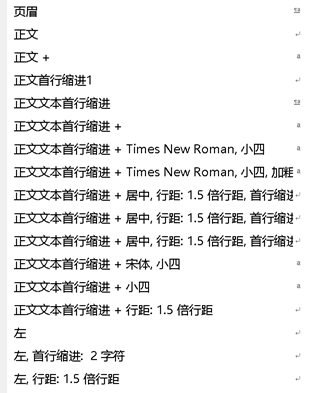 页眉
正文
正文 +
正文首行缩进1
正文文本首行缩进
正文文本首行缩进 +
正文文本首行缩进 + Times New Roman, 小四
正文文本首行缩进 + Times New Roman, 小四, 加粗
正文文本首行缩进 + 居中, 行距: 1.5 倍行距, 首行缩进
正文文本首行缩进 + 居中, 行距: 1.5 倍行距, 首行缩进
正文文本首行缩进 + 居中, 行距: 1.5 倍行距, 首行缩进
正文文本首行缩进 + 宋体, 小四
正文文本首行缩进 + 小四
正文文本首行缩进 + 行距: 1.5 倍行距
左
左, 首行缩进:  2 字符
左, 行距: 1.5 倍行距